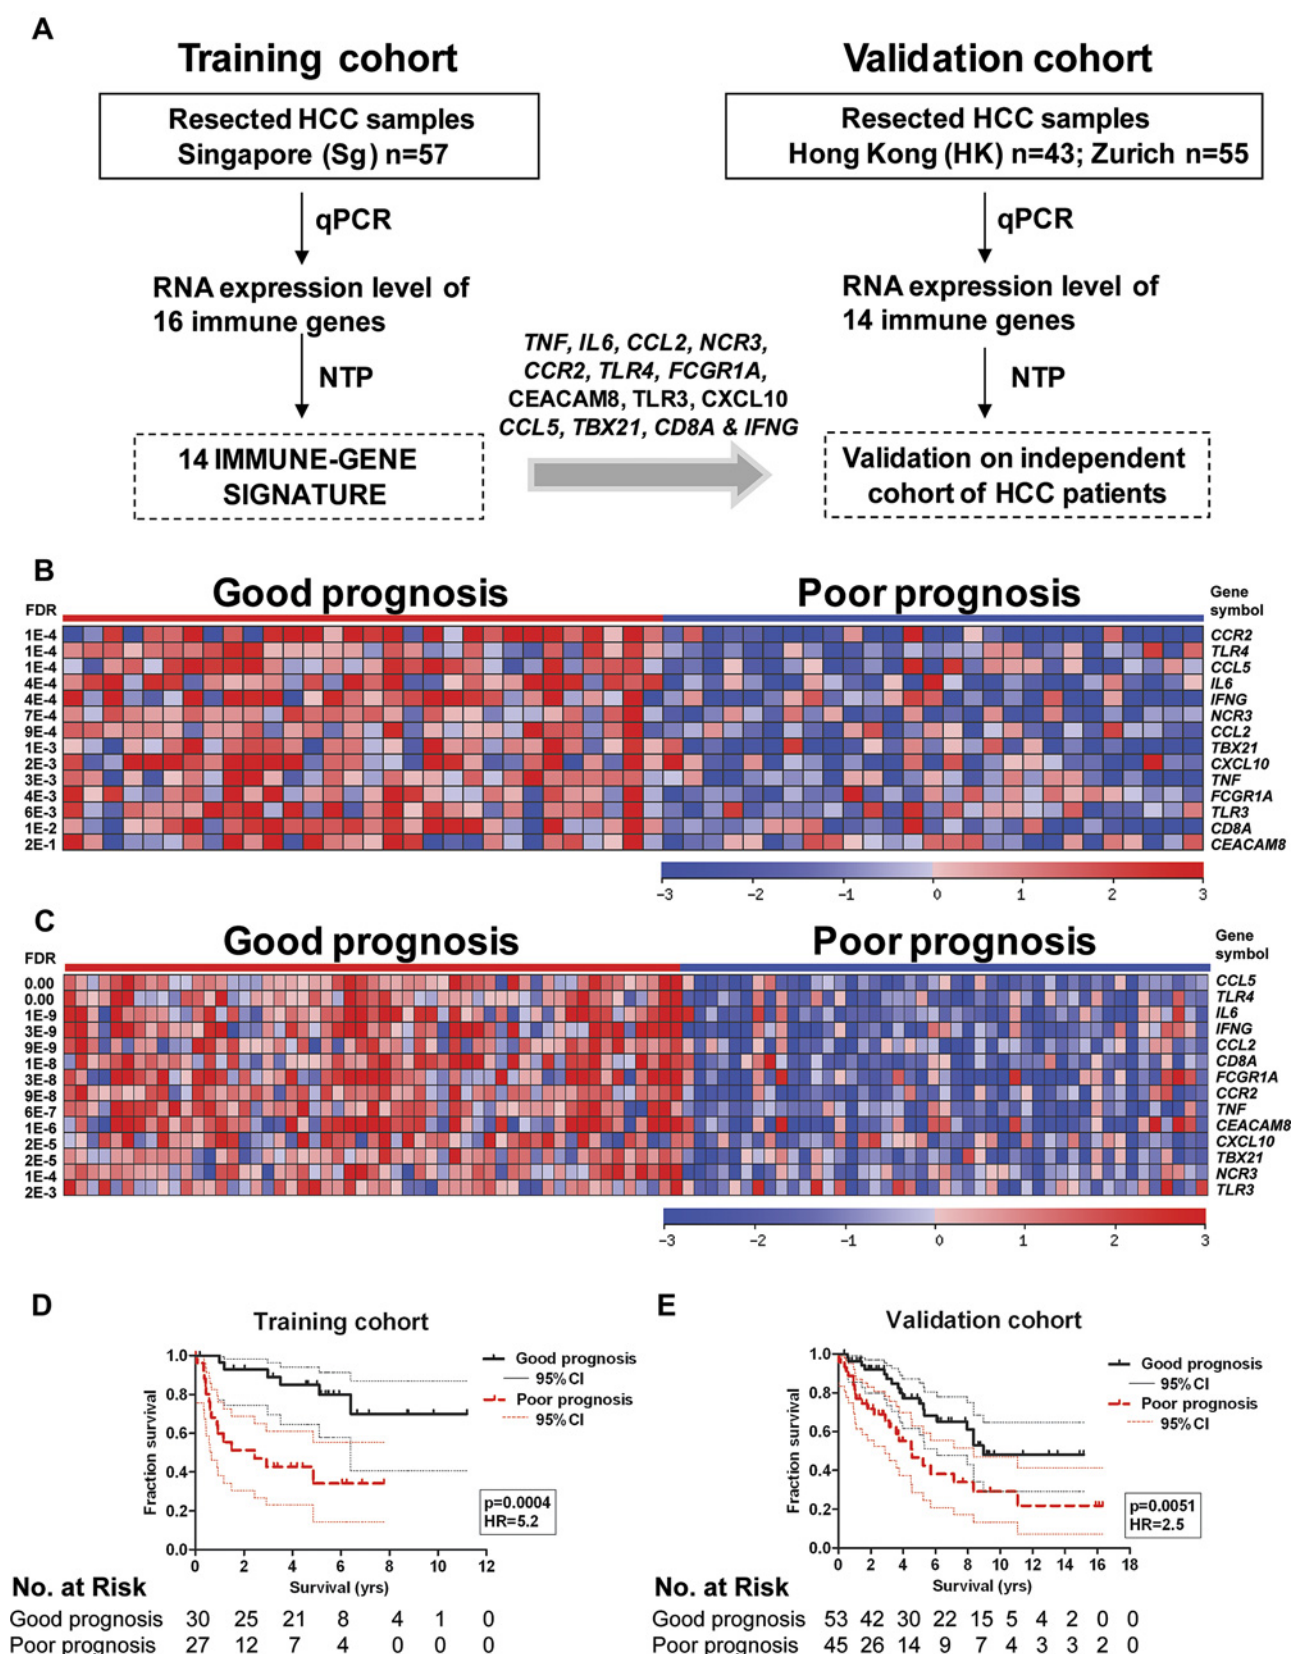 A
Training cohort
Resected HCC samples
Singapore (Sg) n=57
qPCR
RNA expression level of
16 immune genes
NTP
14 IMMUNE-GENE
SIGNATURE
TNF, IL6, CCL2, NCR3,
CCR2, TLR4, FCGR1A,
CEACAM8, TLR3, CXCL10
CCL5, TBX21, CD8A & IFNG
Validation cohort
Resected HCC samples
Hong Kong (HK) n=43; Zurich n=55
qPCR
RNA expression level of
14 immune genes
NTP
Validation on independent
cohort of HCC patients
B
Good prognosis
Poor prognosis
FDR
Gene
symbol
1E-4 CCR2
1E-4 TLR4
1E-4 CCL5
4E-4 IL6
4E-4 IFNG
7E-4 NCR3
9E-4 CCL2
1E-3 TBX21
2E-3 CXCL10
3E-3 TNF
4E-3 FCGR1A
6E-3 TLR3
1E-2 CD8A
2E-1 CEACAM8
-3 -2 -1 0 1 2 3
C
Good prognosis
Poor prognosis
FDR
Gene
symbol
0.00 CCL5
0.00 TLR4
1E-9 IL6
3E-9 IFNG
9E-9 CCL2
1E-8 CD8A
3E-8 FCGR1A
9E-8 CCR2
6E-7 TNF
1E-6 CEACAM8
2E-5 CXCL10
2E-5 TBX21
1E-4 NCR3
2E-3 TLR3
-3 -2 -1 0 1 2 3
D
Training cohort
Fraction survival
1.0
0.8
0.6
0.4
0.2
0.0
0 2 4 6 8 10 12
Survival (yrs)
Good prognosis
95%CI
Poor prognosis
95%CI
p=0.0004
HR=5.2
No. at Risk
Good prognosis 30 25 21 8 4 1 0
Poor prognosis 27 12 7 4 0 0 0
E
Validation cohort
Fraction survival
1.0
0.8
0.6
0.4
0.2
0.0
0 2 4 6 8 10 12 14 16 18
Survival (yrs)
Good prognosis
95%CI
Poor prognosis
95%CI
p=0.0051
HR=2.5
No. at Risk
Good prognosis 53 42 30 22 15 5 4 2 0 0
Poor prognosis 45 26 14 9 7 4 3 3 2 0